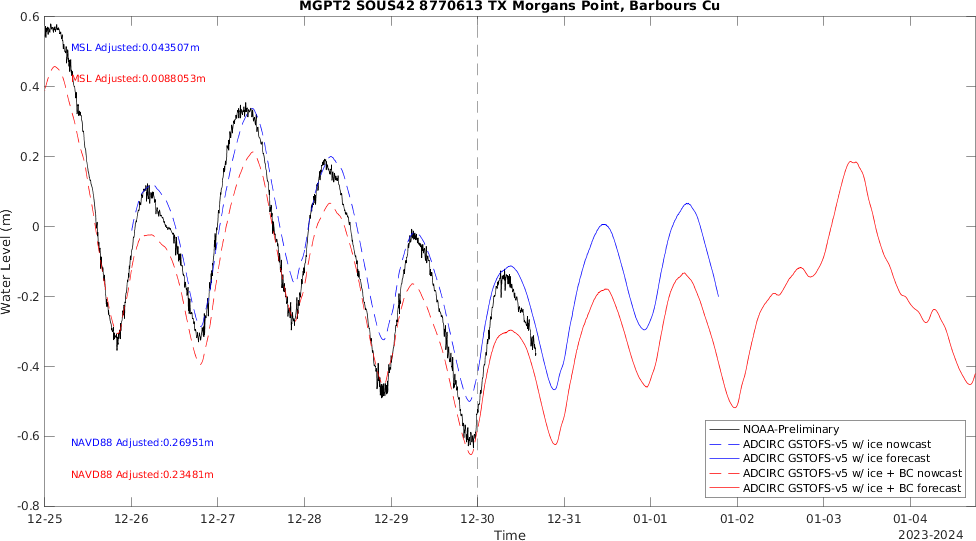 MGPT2 SOUS42 8770613 TX Morgans Point, Barbours Cu
Water Level (m)
0.6
0.4
0.2
0
-0.2
-0.4
-0.6
-0.8
MSL Adjusted:0.043507m
MSL Adjusted:0.0088053m
NAVD88 Adjusted:0.26951m
NAVD88 Adjusted:0.23481m
NOAA-Preliminary
ADCIRC GSTOFS-v5 w/ ice nowcast
ADCIRC GSTOFS-v5 w/ ice forecast
ADCIRC GSTOFS-v5 w/ ice + BC nowcast
ADCIRC GSTOFS-v5 w/ ice + BC forecast
12-25 12-26 12-27 12-28 12-29 12-30 12-31 01-01 01-02 01-03 01-04
Time
2023-2024